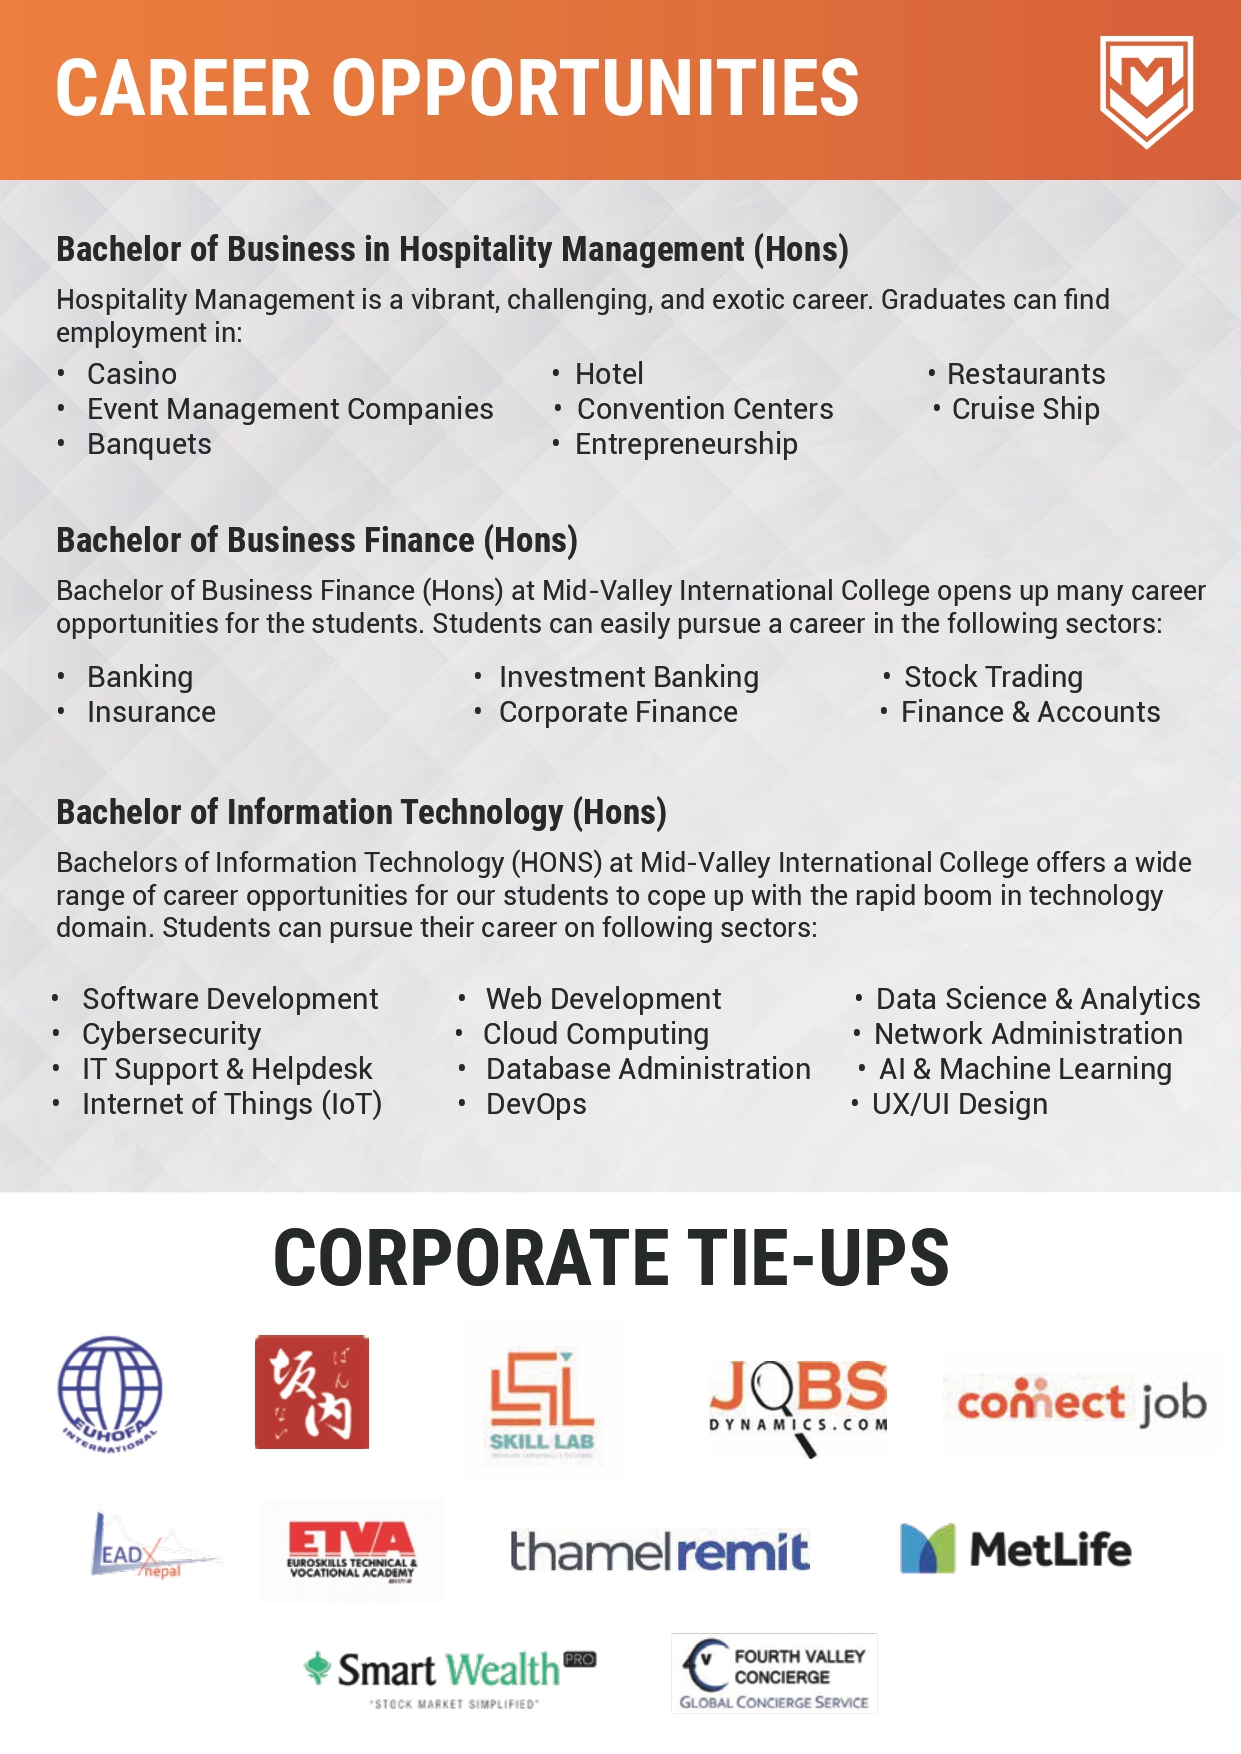 CAREER OPPORTUNITIES
Bachelor of Business in Hospitality Management (Hons)
Hospitality Management is a vibrant, challenging, and exotic career. Graduates can find
employment in:
• Casino • Hotel • Restaurants
• Event Management Companies • Convention Centers • Cruise Ship
• Banquets • Entrepreneurship
Bachelor of Business Finance (Hons)
Bachelor of Business Finance (Hons) at Mid-Valley International College opens up many career
opportunities for the students. Students can easily pursue a career in the following sectors:
• Banking • Investment Banking • Stock Trading
• Insurance • Corporate Finance • Finance & Accounts
Bachelor of Information Technology (Hons)
Bachelors of Information Technology (HONS) at Mid-Valley International College offers a wide
range of career opportunities for our students to cope up with the rapid boom in technology
domain. Students can pursue their career on following sectors:
• Software Development • Web Development • Data Science & Analytics
• Cybersecurity • Cloud Computing • Network Administration
• IT Support & Helpdesk • Database Administration • AI & Machine Learning
• Internet of Things (IoT) • DevOps • UX/UI Design
CORPORATE TIE-UPS
EUHOFA
INTERNATIONAL
坂内
ばんない
SKILL LAB
JOBS
DYNAMICS.COM
connect job
LEADX
nepal
ETVA
EUROSKILLS TECHNICAL &
VOCATIONAL ACADEMY
thamelremit
MetLife
Smart Wealth PRO
"STOCK MARKET SIMPLIFIED"
4V
FOURTH VALLEY
CONCIERGE
GLOBAL CONCIERGE SERVICE